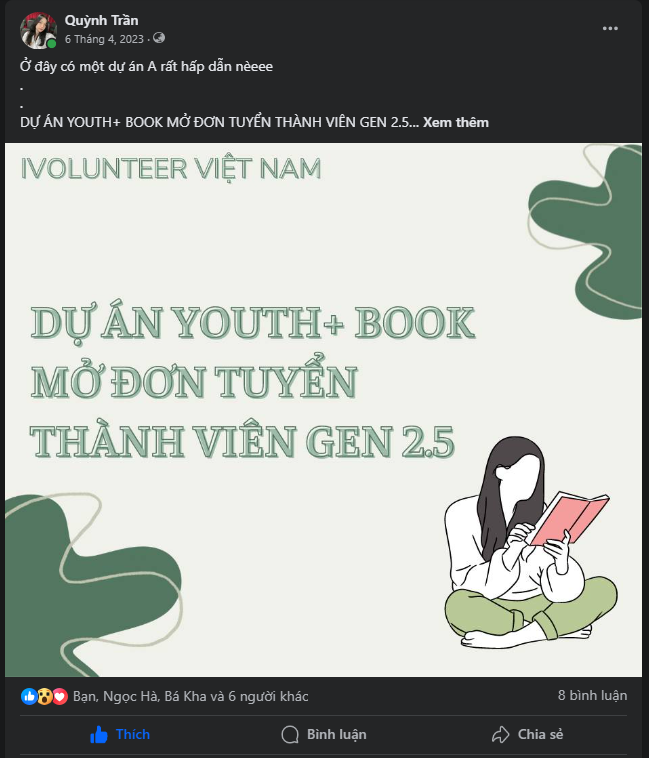 Quỳnh Trần
6 Tháng 4, 2023 ·
Ở đây có một dự án A rất hấp dẫn nèeee
.
.
DỰ ÁN YOUTH+ BOOK MỞ ĐƠN TUYỂN THÀNH VIÊN GEN 2.5... Xem thêm
IVOLUNTEER VIỆT NAM
DỰ ÁN YOUTH+ BOOK
MỞ ĐƠN TUYỂN
THÀNH VIÊN GEN 2.5
Bạn, Ngọc Hà, Bá Kha và 6 người khác
8 bình luận
Thích
Bình luận
Chia sẻ